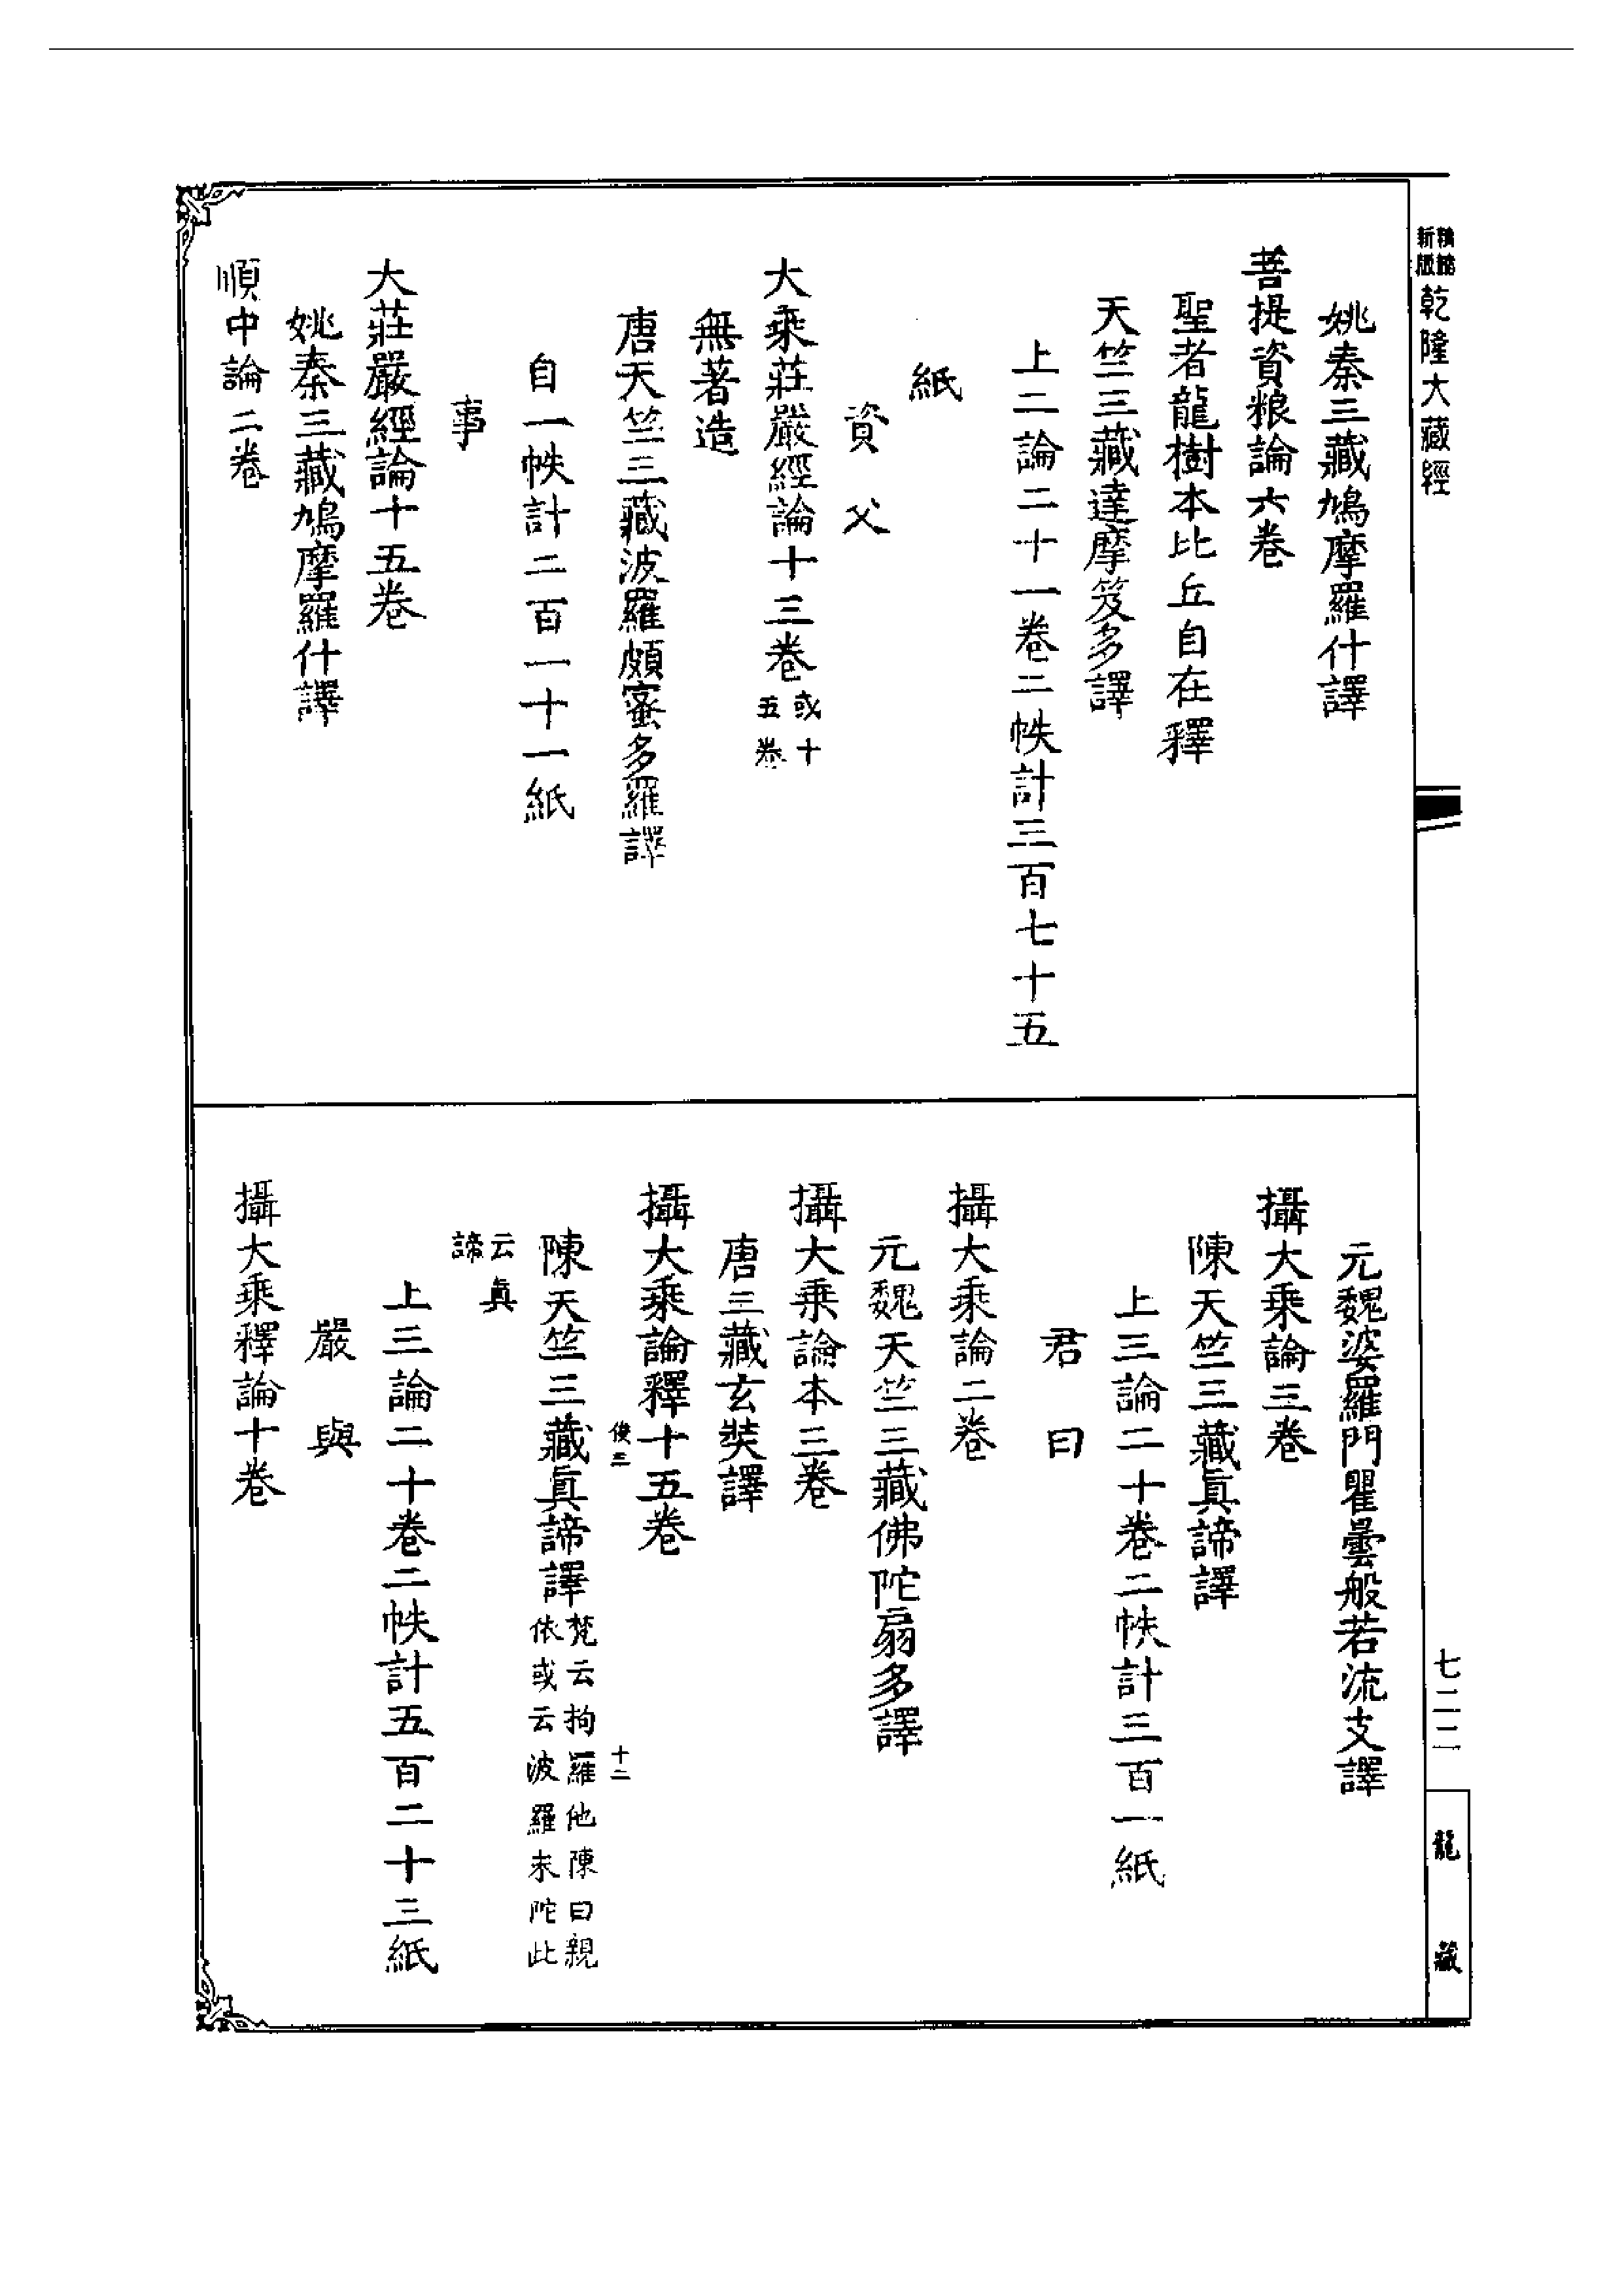 精縮新版乾隆大藏經
姚秦三藏鳩摩羅什譯
菩提資粮論六卷
聖者龍樹本比丘自在釋
天竺三藏達摩笈多譯
上二論二十一卷二帙計三百七十五
紙
資父
大乘莊嚴經論十三卷或十五卷
無著造
唐天竺三藏波羅頗蜜多羅譯
自一帙計二百一十一紙
事
大莊嚴經論十五卷
姚秦三藏鳩摩羅什譯
順中論二卷
元魏婆羅門瞿曇般若流支譯
攝大乘論三卷
陳天竺三藏眞諦譯
上三論二十卷二帙計三百一紙
君曰
攝大乘論二卷
元魏天竺三藏佛陀扇多譯
攝大乘論本三卷
唐三藏玄奘譯
攝大乘論釋十五卷
俊三 十二
陳天竺三藏眞諦譯梵云拘羅他陳曰親依或云波羅末陀此
云眞諦
上三論二十卷二帙計五百二十三紙
嚴與
攝大乘釋論十卷
七二二
龍藏